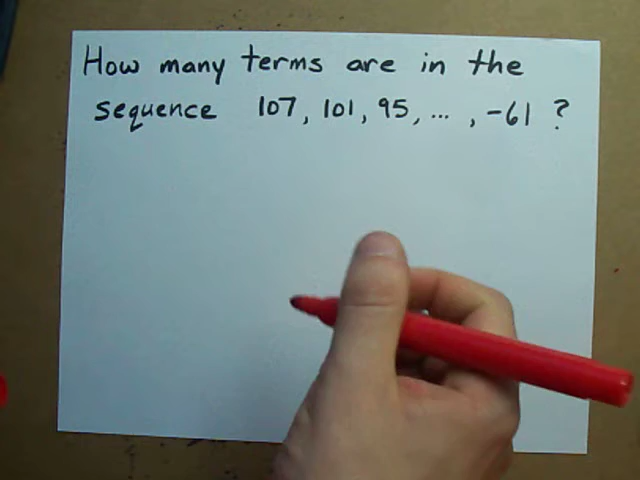 How many terms are in the
sequence 107, 101, 95, ... , -61 ?